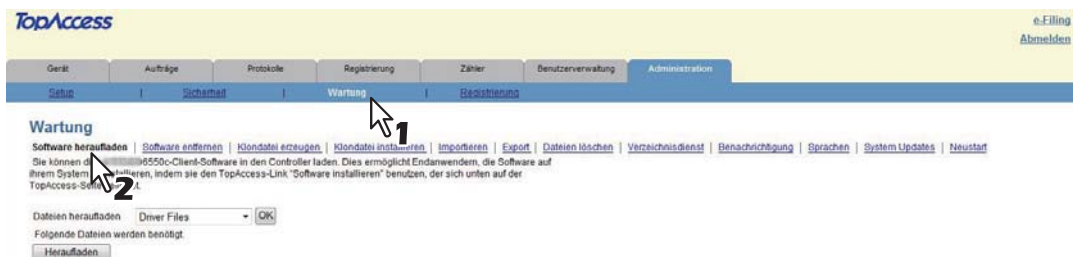 TopAccess
e-Filing
Abmelden
Gerät Aufträge Protokolle Registrierung Zähler Benutzerverwaltung Administration
Setup | Sicherheit | Wartung | Registrierung
1
Wartung
Software heraufladen | Software entfernen | Klondatei erzeugen | Klondatei installieren | Importieren | Export | Dateien löschen | Verzeichnisdienst | Benachrichtigung | Sprachen | System Updates | Neustart
Sie können 6550c-Client-Software in den Controller laden. Dies ermöglicht Endanwendern, die Software auf
ihrem System indem sie den TopAccess-Link "Software installieren" benutzen, der sich unten auf der
2
Dateien heraufladen Driver Files OK
Folgende Dateien werden benötigt.
Heraufladen